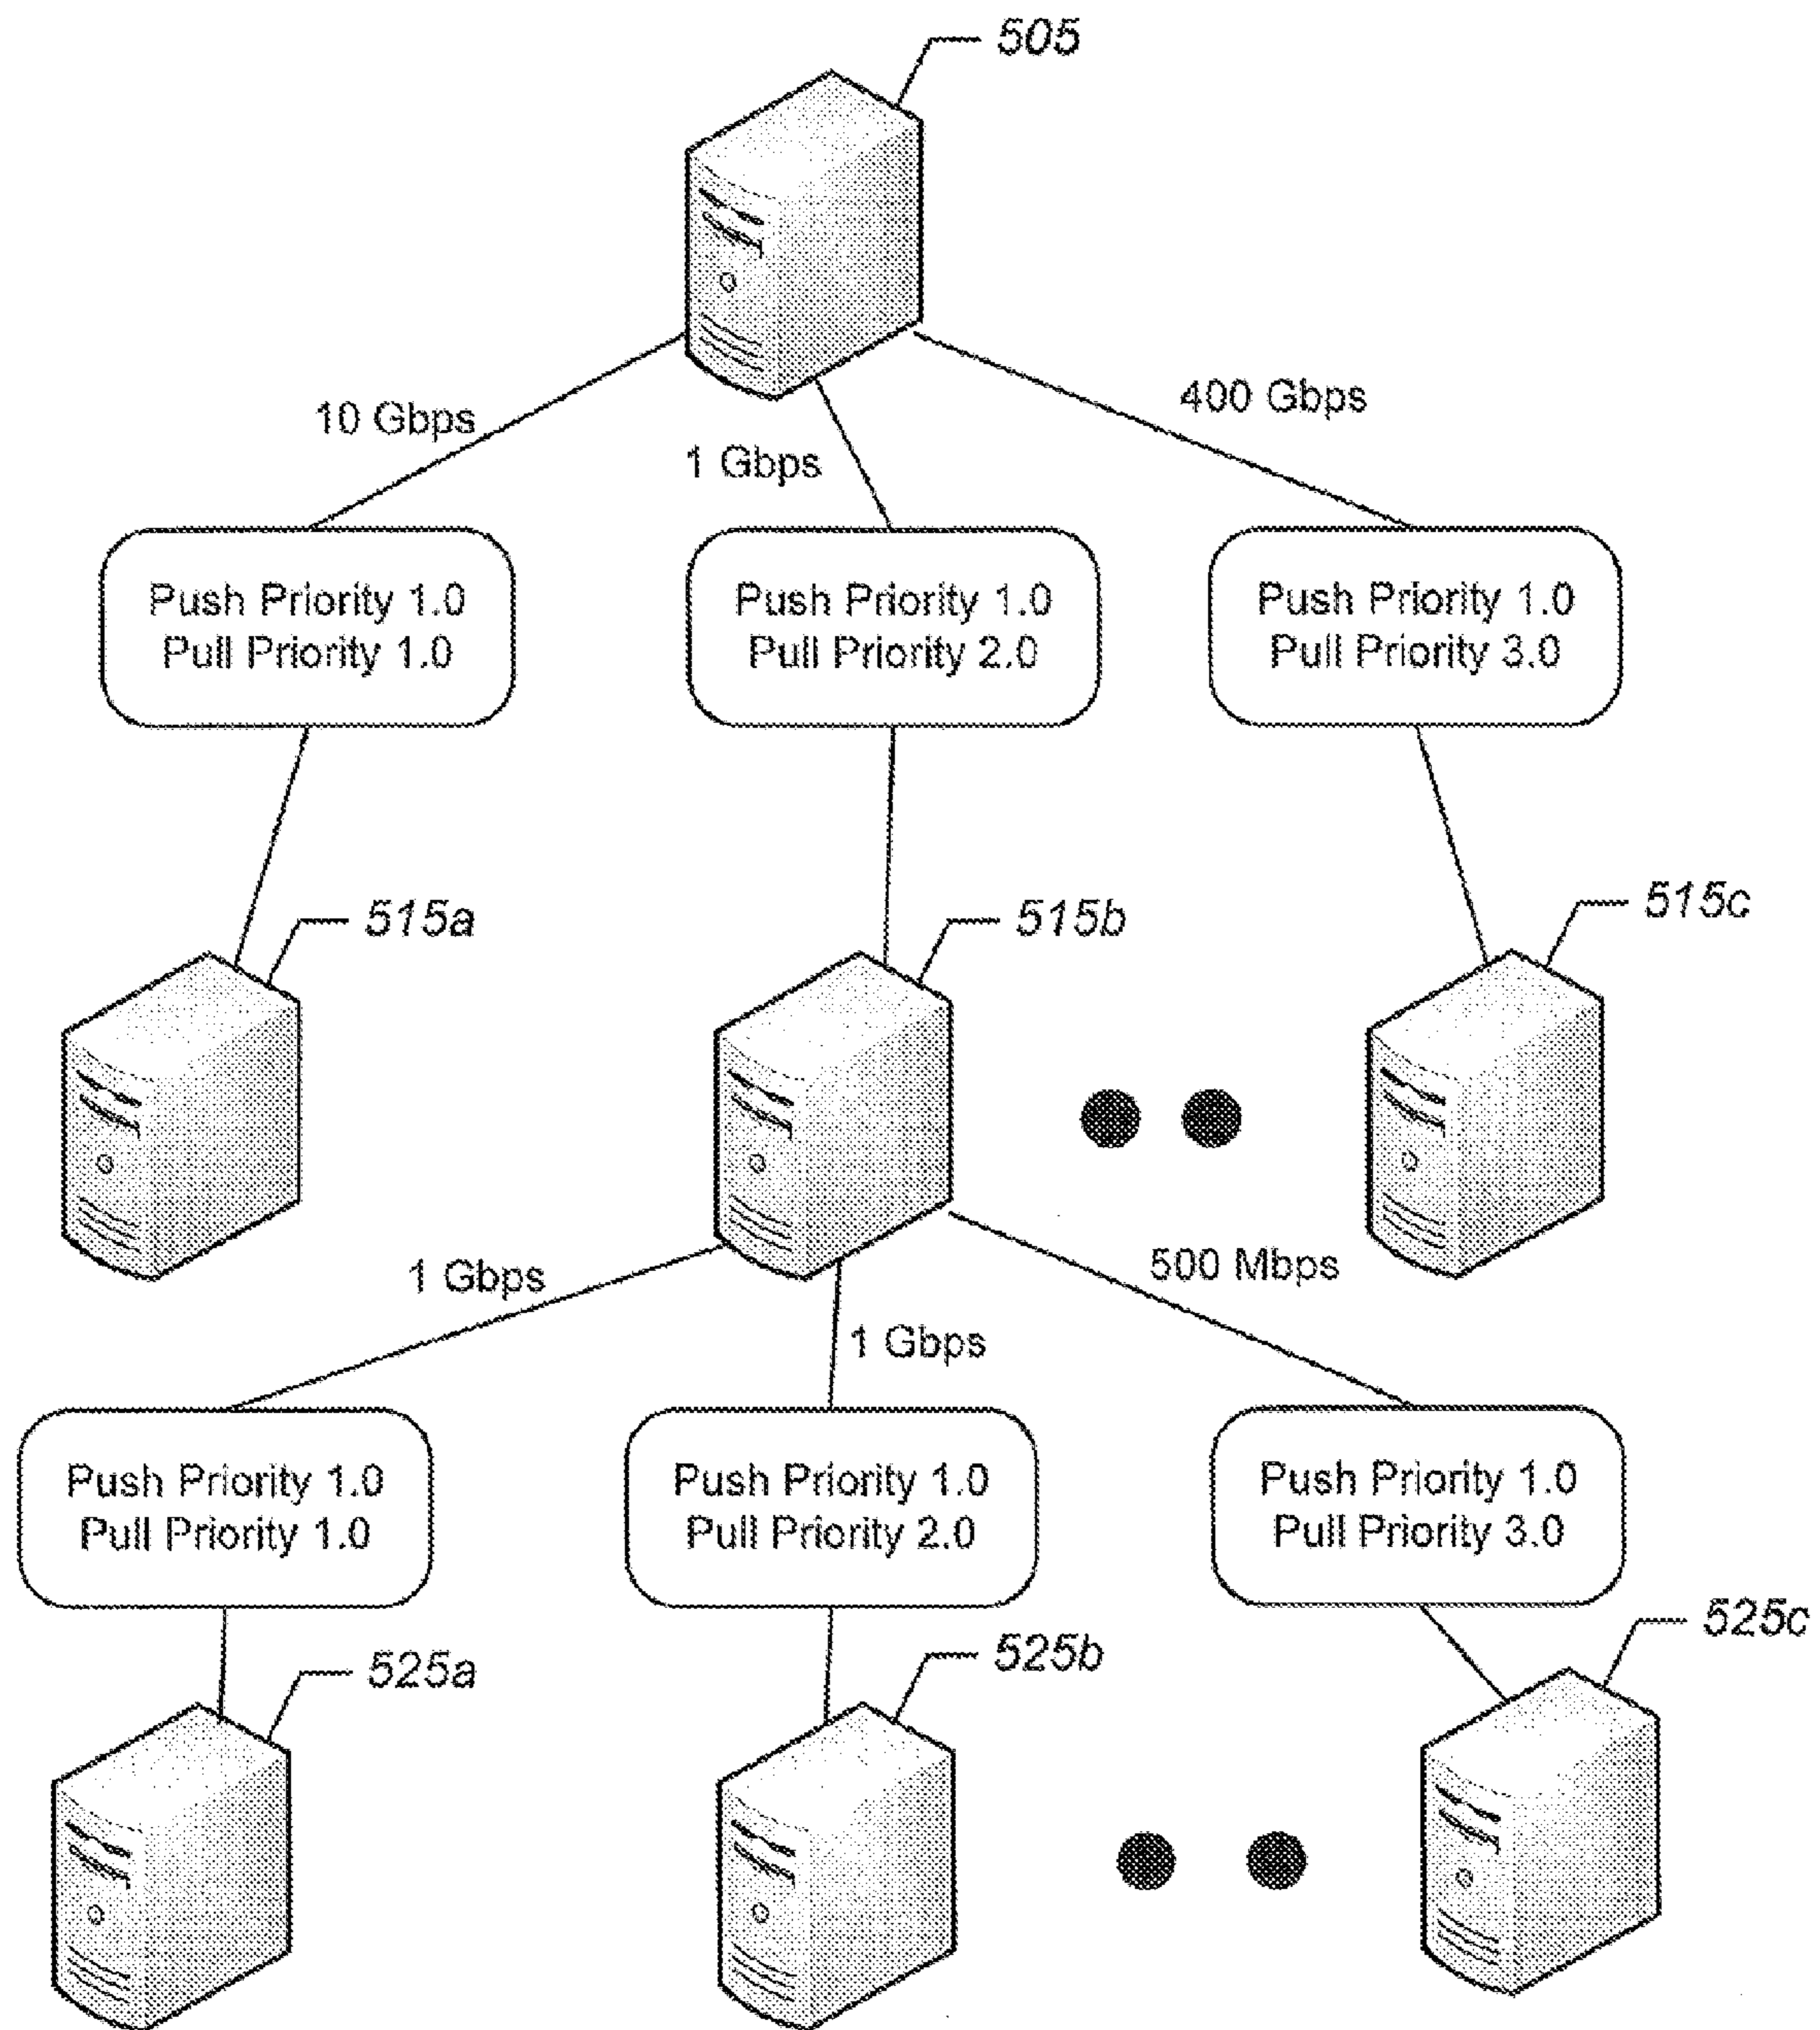 505
10 Gbps
400 Gbps
1 Gbps
Push Priority 1.0
Pull Priority 1.0
Push Priority 1.0
Pull Priority 2.0
Push Priority 1.0
Pull Priority 3.0
515a
515b
515c
1 Gbps
500 Mbps
1 Gbps
Push Priority 1.0
Pull Priority 1.0
Push Priority 1.0
Pull Priority 2.0
Push Priority 1.0
Pull Priority 3.0
525a
525b
525c